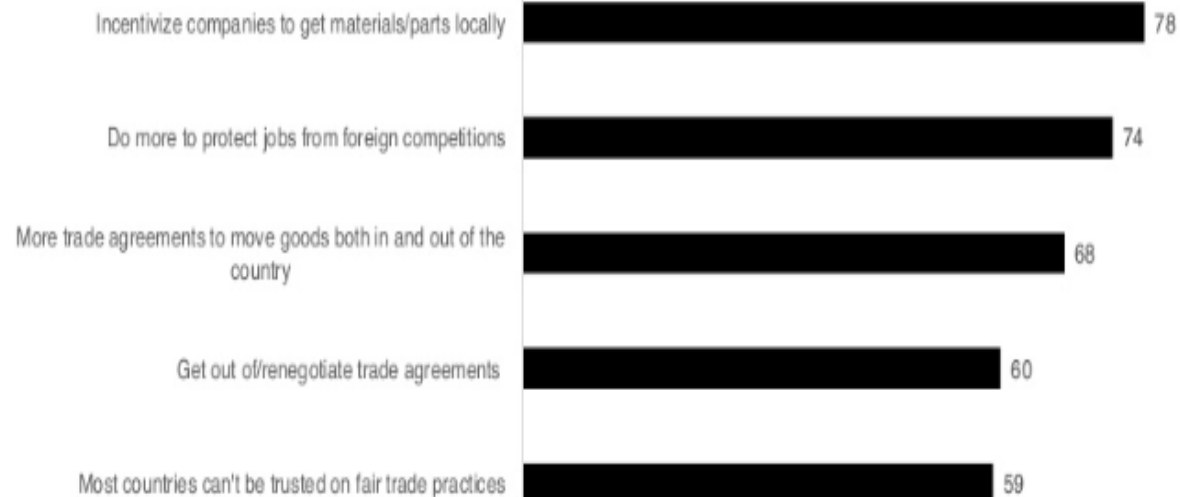 Incentivize companies to get materials/parts locally 78
Do more to protect jobs from foreign competitions 74
More trade agreements to move goods both in and out of the
country 68
Get out of/renegotiate trade agreements 60
Most countries can't be trusted on fair trade practices 59